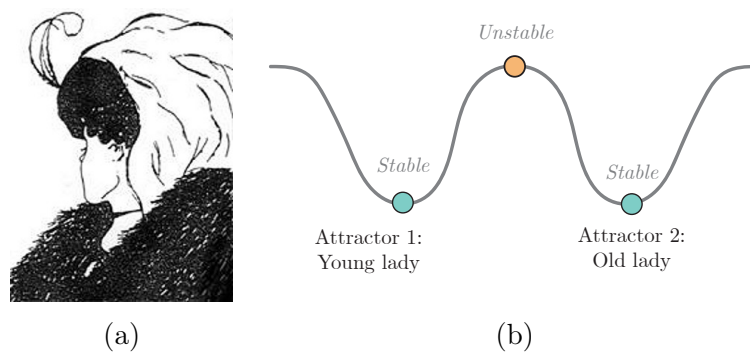 Unstable
Stable
Stable
Attractor 1:
Young lady
Attractor 2:
Old lady
(a)
(b)